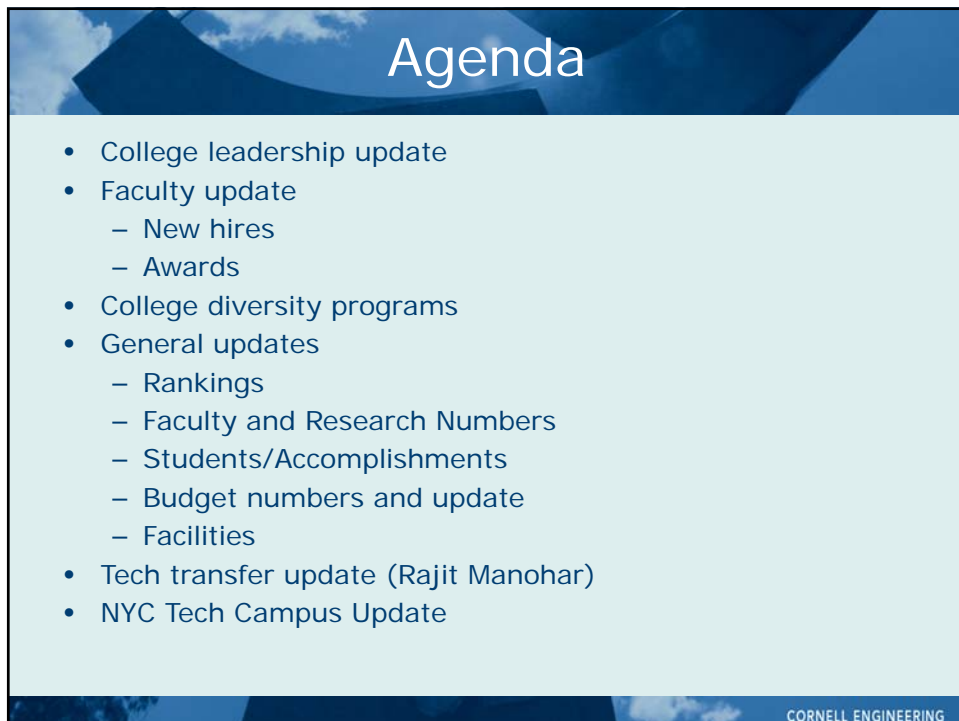 Agenda
• College leadership update
• Faculty update
– New hires
– Awards
• College diversity programs
• General updates
– Rankings
– Faculty and Research Numbers
– Students/Accomplishments
– Budget numbers and update
– Facilities
• Tech transfer update (Rajit Manohar)
• NYC Tech Campus Update
CORNELL ENGINEERING